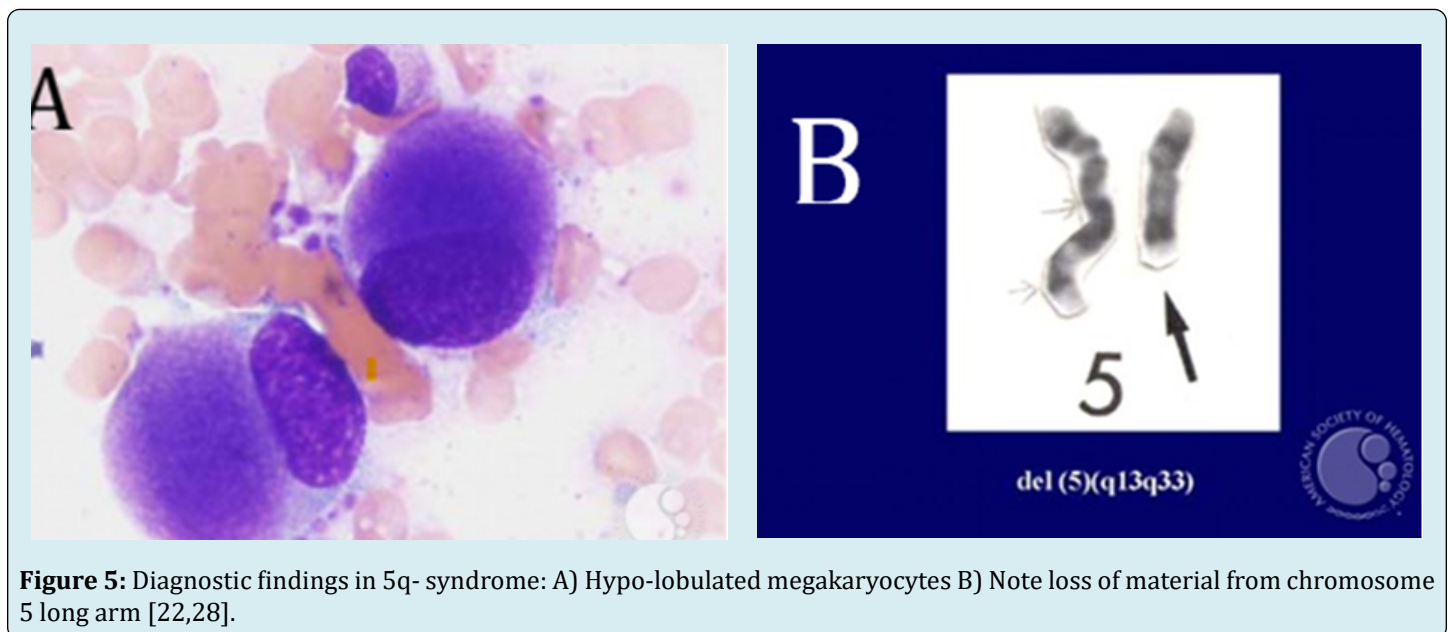 A
B
5
del (5)(q13q33)
AMERICAN SOCIETY OF HEMATOLOGY
Figure 5: Diagnostic findings in 5q- syndrome: A) Hypo-lobulated megakaryocytes B) Note loss of material from chromosome
5 long arm [22,28].